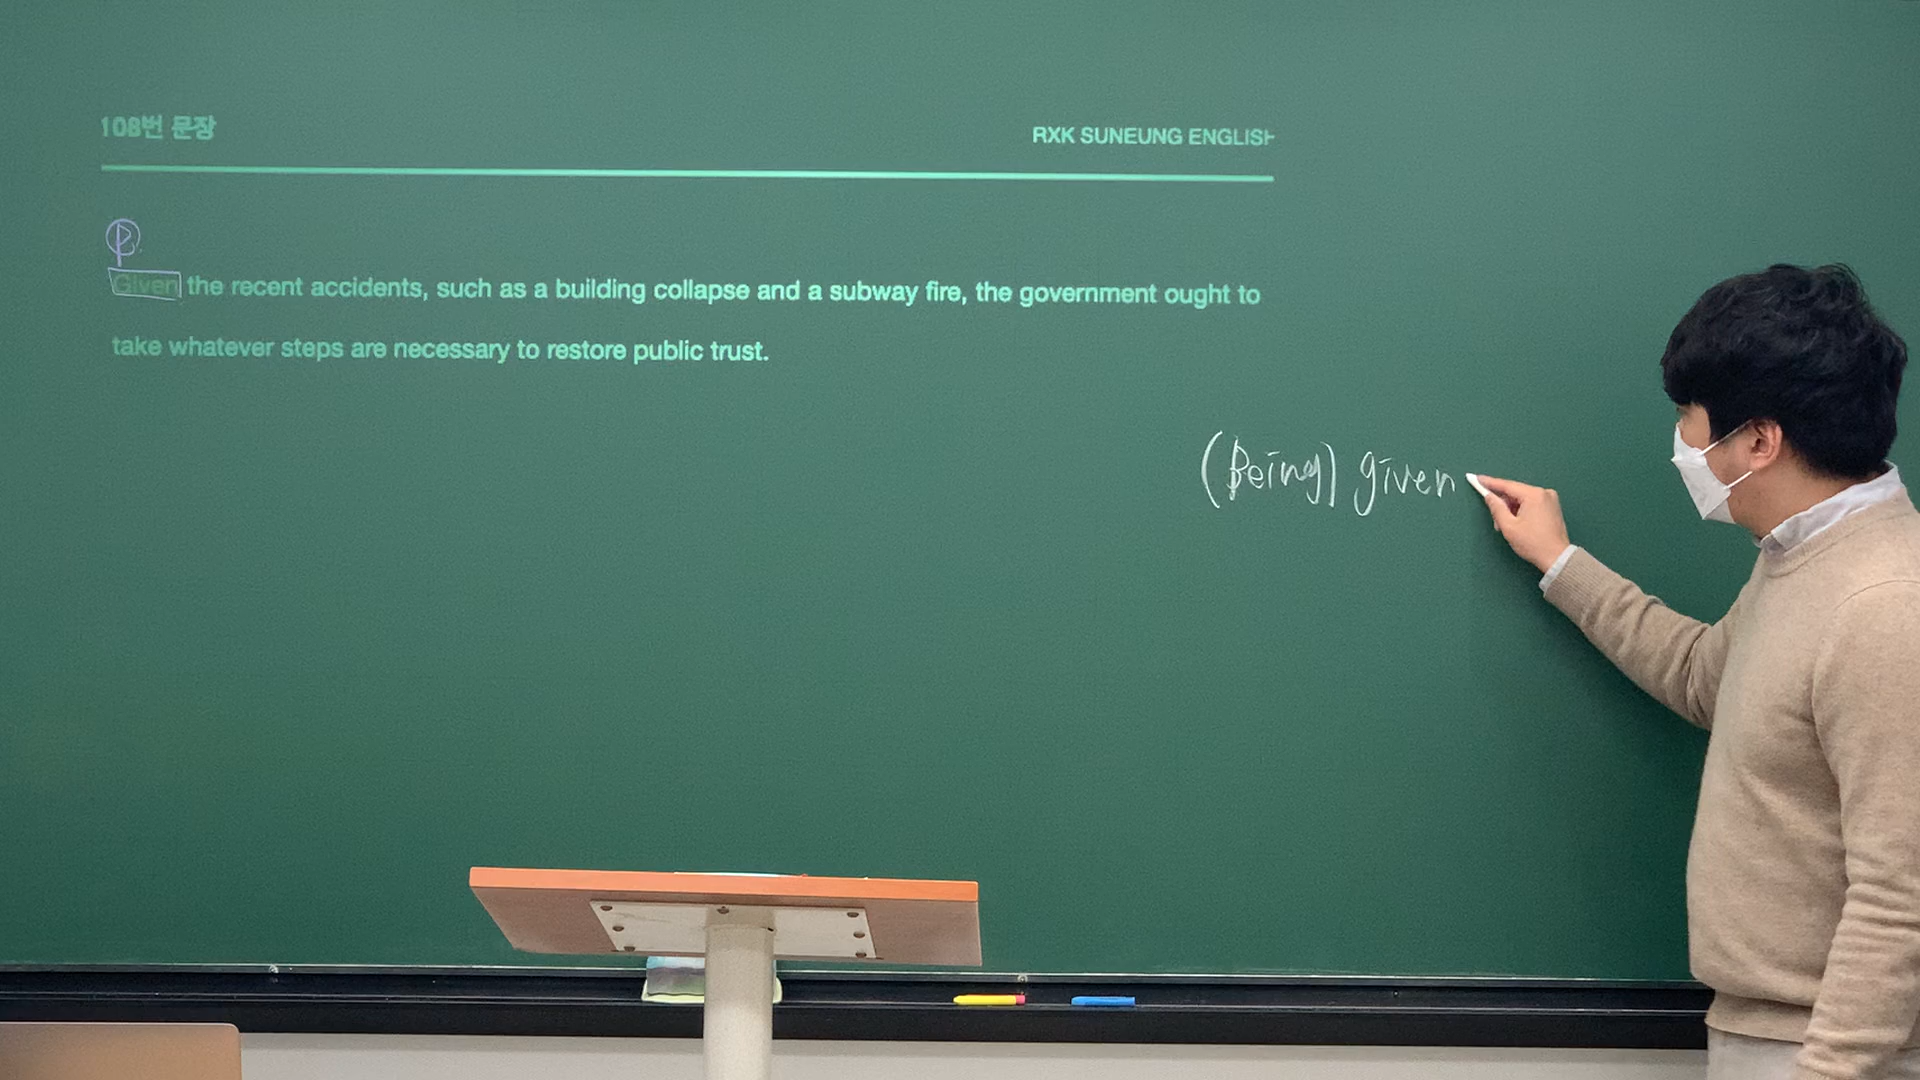 108번 문장
RXK SUNEUNG ENGLISH
P
Given the recent accidents, such as a building collapse and a subway fire, the government ought to
take whatever steps are necessary to restore public trust.
(Being) given